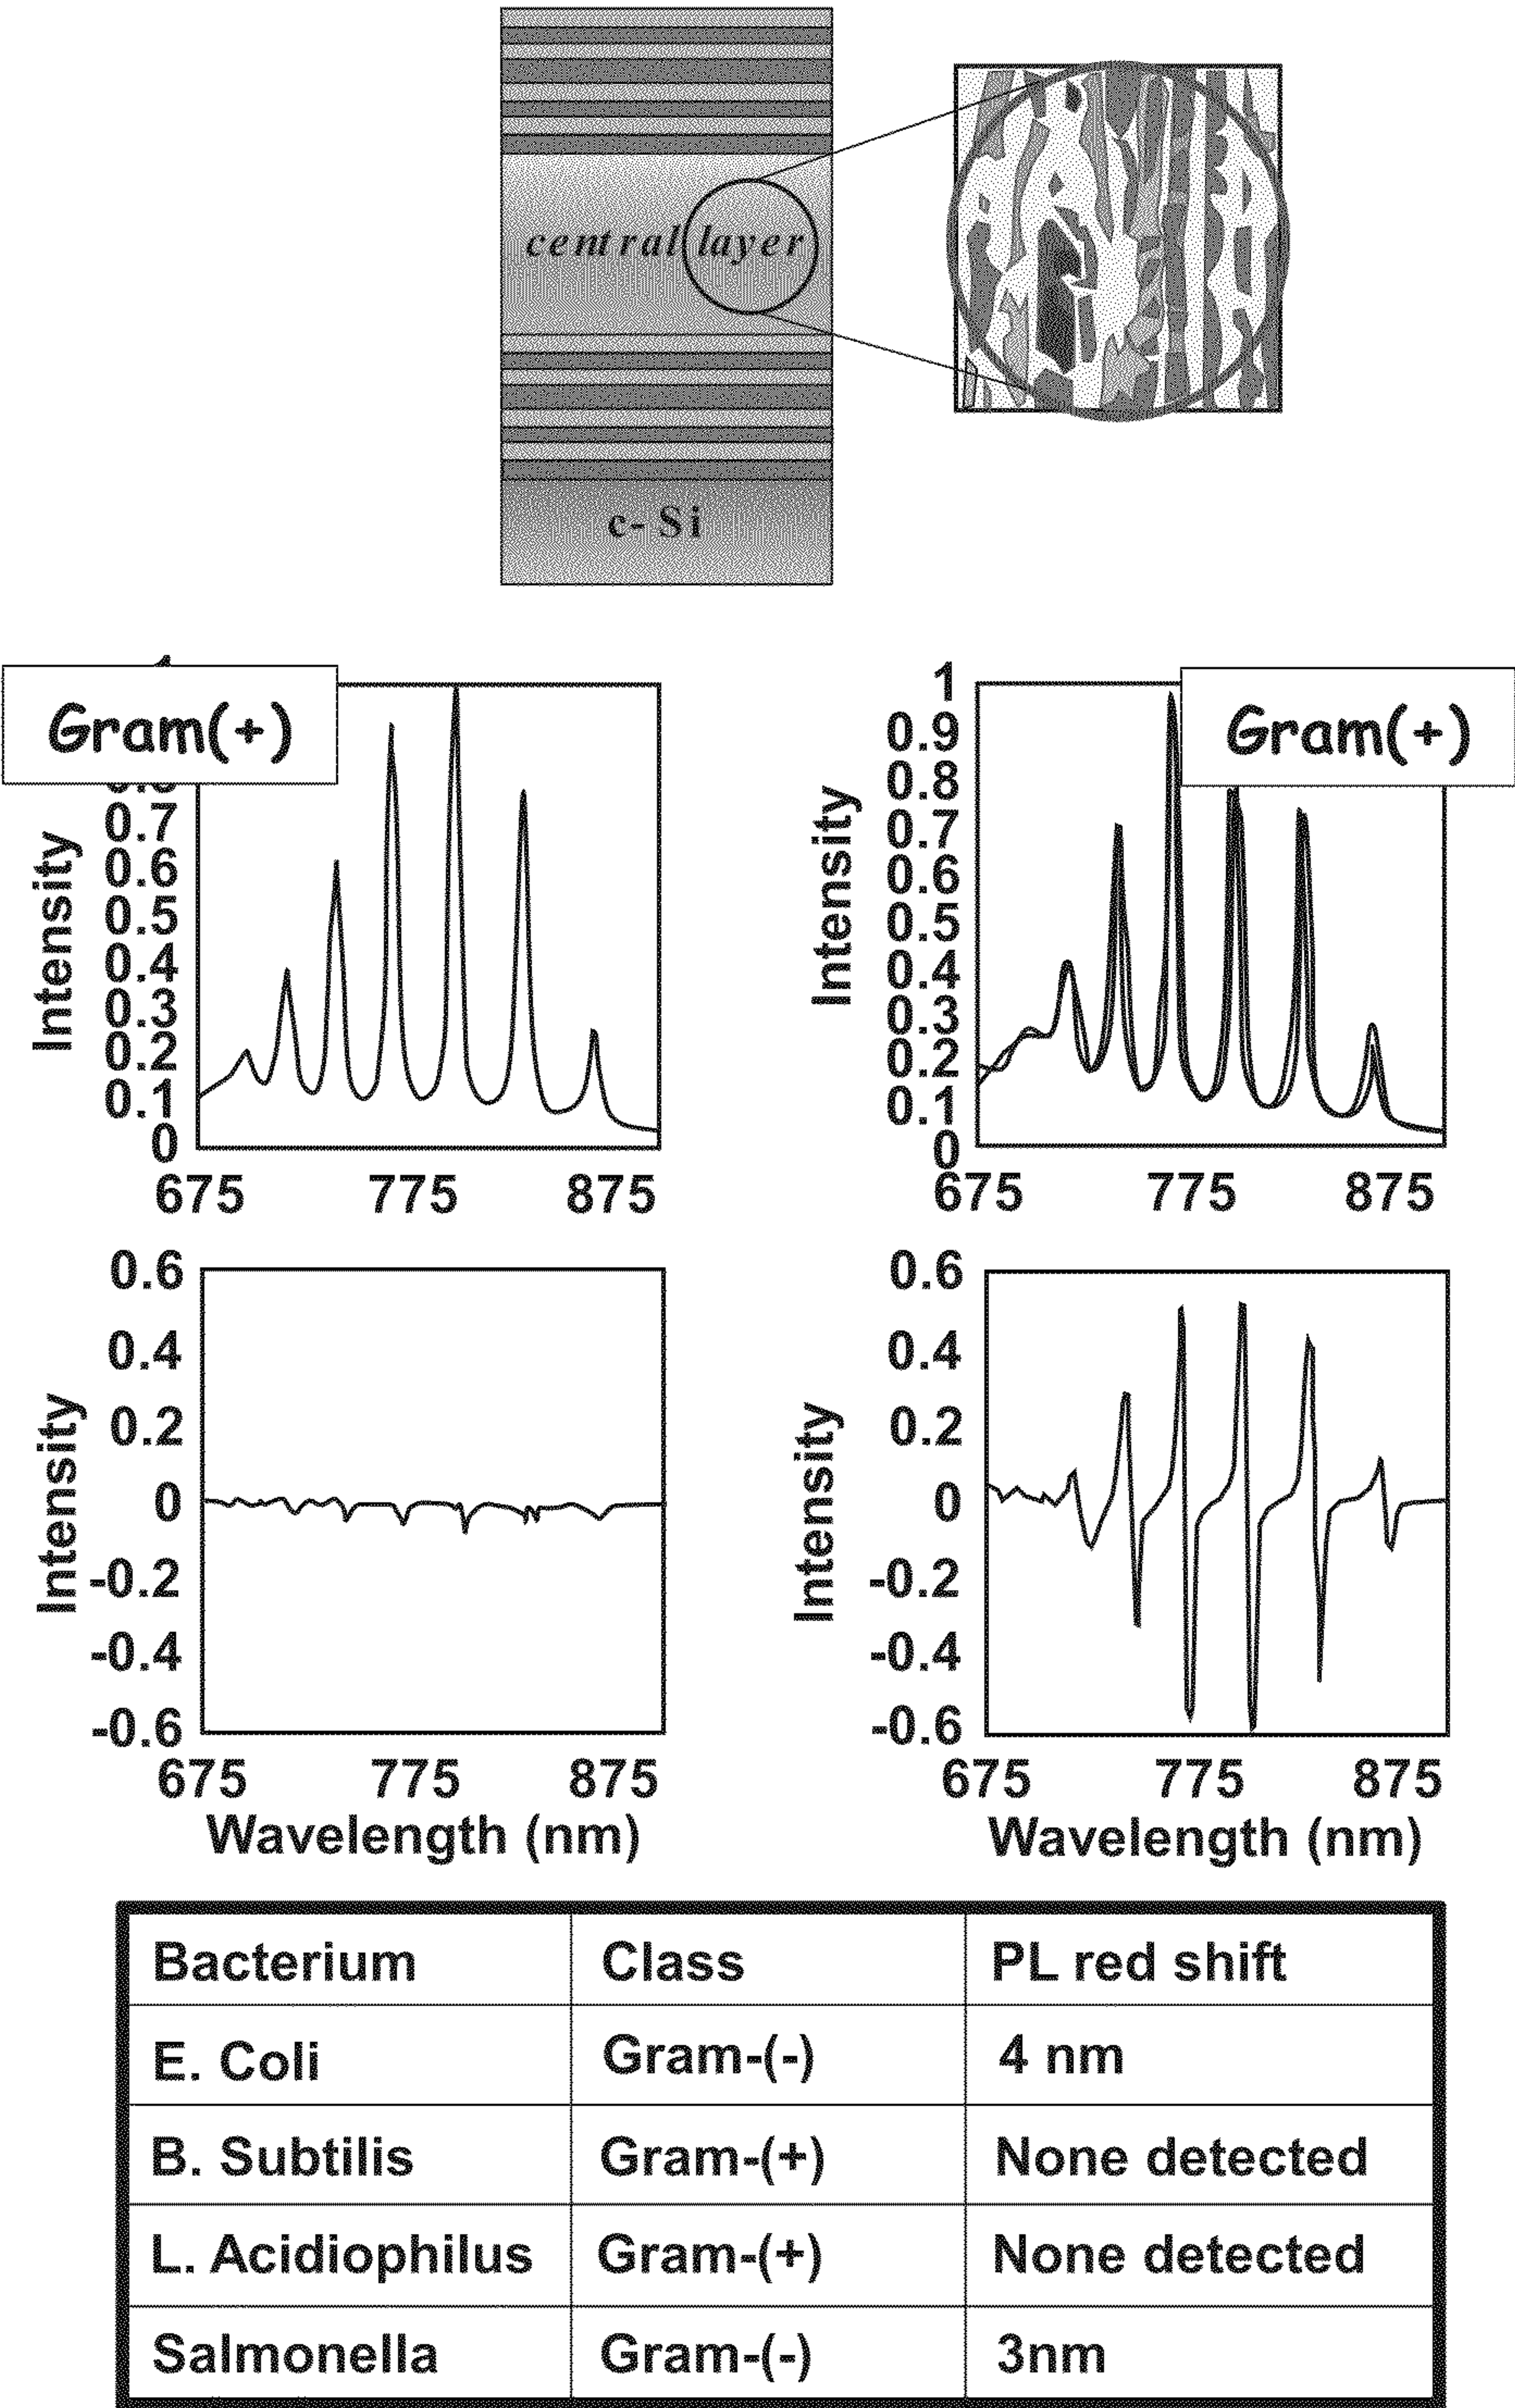 central layer
c-Si
Gram(+)
Intensity
0.7
0.6
0.5
0.4
0.3
0.2
0.1
0
675 775 875
Gram(+)
Intensity
1
0.9
0.8
0.7
0.6
0.5
0.4
0.3
0.2
0.1
0
675 775 875
Intensity
0.6
0.4
0.2
0
-0.2
-0.4
-0.6
675 775 875
Wavelength (nm)
Intensity
0.6
0.4
0.2
0
-0.2
-0.4
-0.6
675 775 875
Wavelength (nm)
Bacterium Class PL red shift
E. Coli Gram-(-) 4 nm
B. Subtilis Gram-(+) None detected
L. Acidiophilus Gram-(+) None detected
Salmonella Gram-(-) 3nm